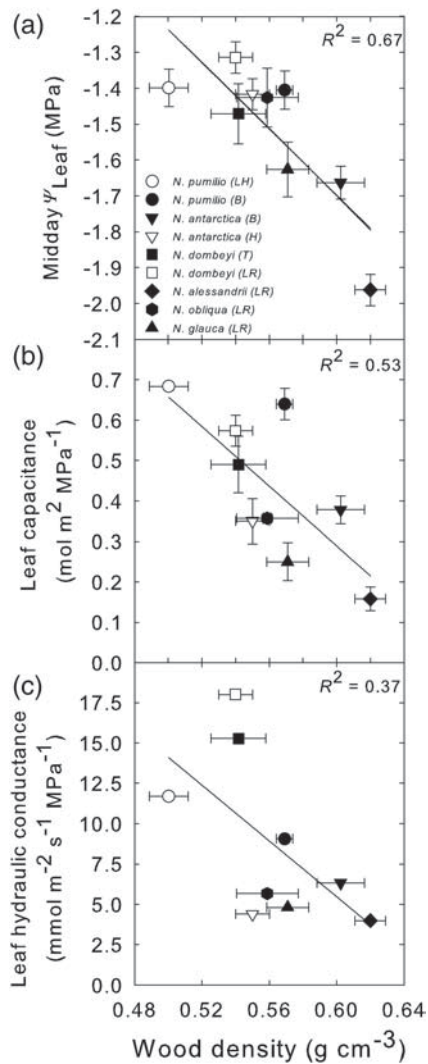 (a)
R² = 0.67
Midday Ψ_Leaf (MPa)
-1.2
-1.3
-1.4
-1.5
-1.6
-1.7
-1.8
-1.9
-2.0
-2.1
N. pumilio (LH)
N. pumilio (B)
N. antarctica (B)
N. antarctica (H)
N. dombeyi (T)
N. dombeyi (LR)
N. alessandrii (LR)
N. obliqua (LR)
N. glauca (LR)
(b)
R² = 0.53
Leaf capacitance
(mol m² MPa⁻¹)
0.7
0.6
0.5
0.4
0.3
0.2
0.1
0.0
(c)
R² = 0.37
Leaf hydraulic conductance
(mmol m⁻² s⁻¹ MPa⁻¹)
17.5
15.0
12.5
10.0
7.5
5.0
2.5
0.0
0.48 0.52 0.56 0.60 0.64
Wood density (g cm⁻³)